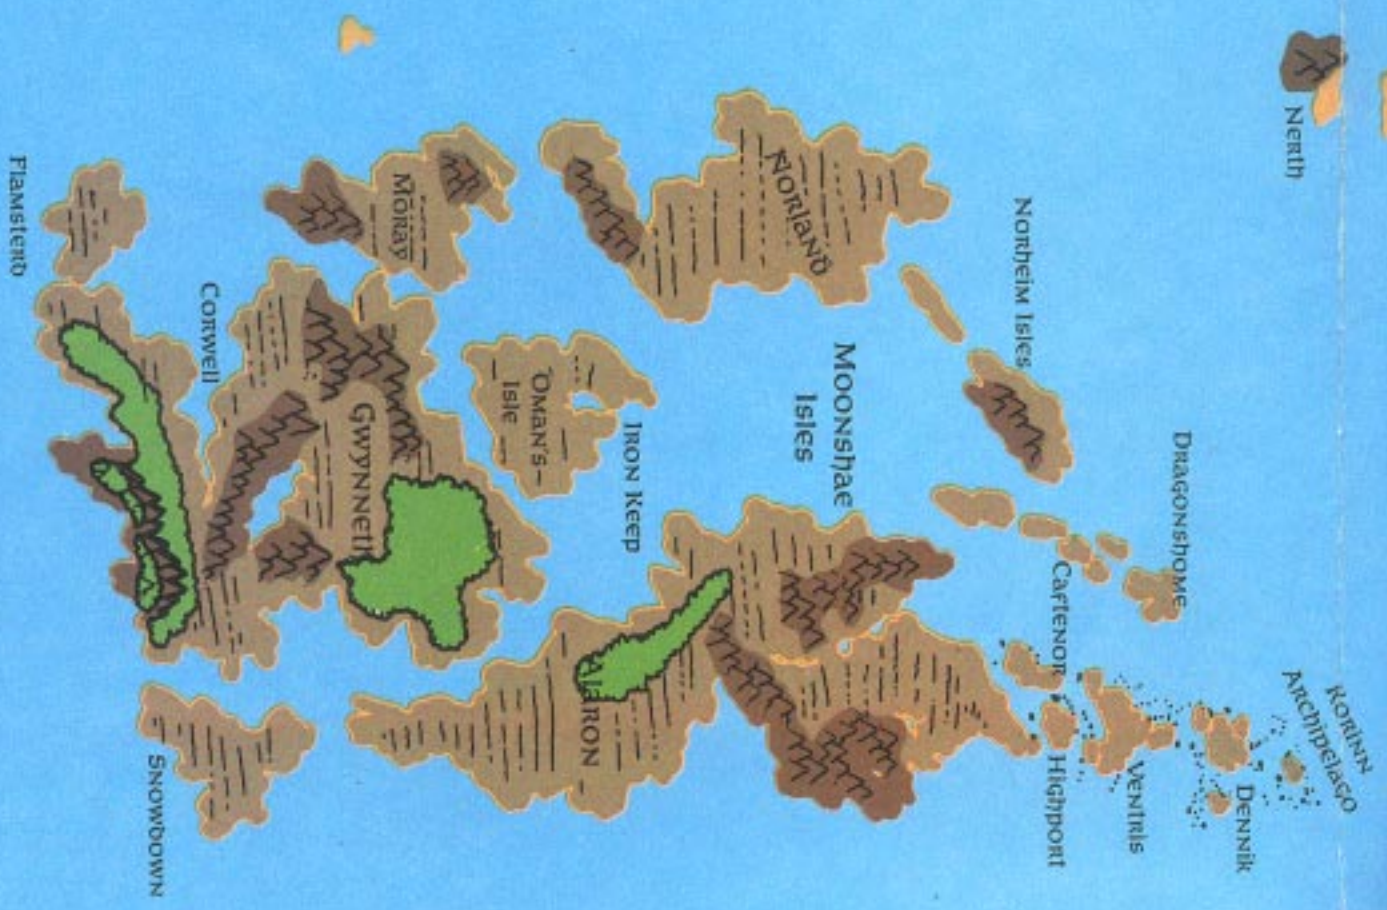 Korinn
Archipelago
Nerth
Dennik
Dragonshome
Ventris
Caflenor
Highport
Norheim Isles
Moonshae
Isles
Norland
Iron Keep
Alaron
Oman's
Isle
Moray
Gwynneth
Corwell
Snowdown
Flamsterd